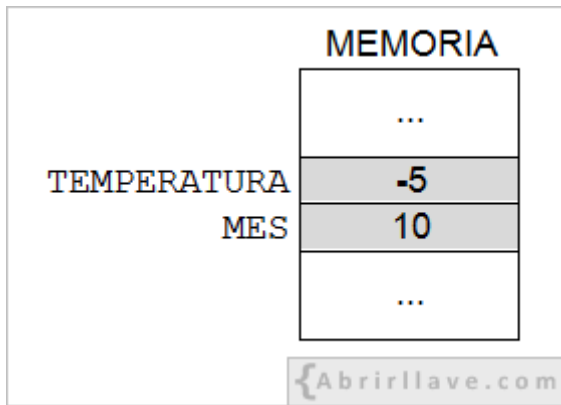 MEMORIA
...
TEMPERATURA -5
MES 10
...
{Abrirllave.com